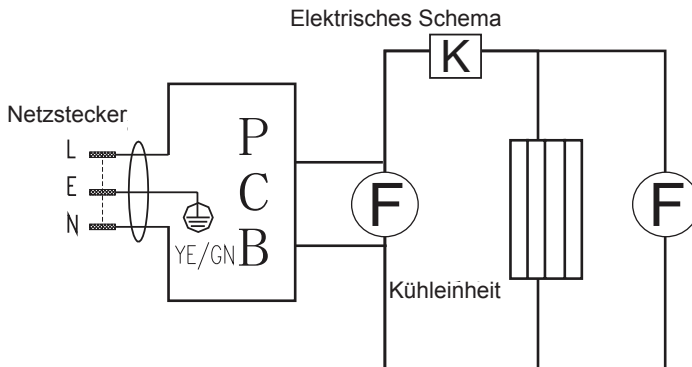 Elektrisches Schema
K
Netzstecker
L
E
N
P
C
B
YE/GN
F
F
Kühleinheit